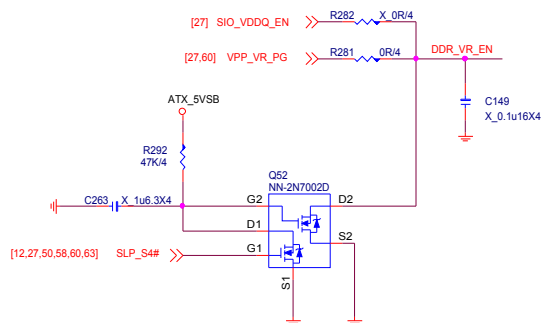 [27] SIO_VDDQ_EN
R282
X_0R/4
[27,60] VPP_VR_PG
R281
0R/4
DDR_VR_EN
C149
X_0.1u16X4
ATX_5VSB
R292
47K/4
Q52
NN-2N7002D
C263
X_1u6.3X4
G2
D2
D1
S2
[12,27,50,58,60,63] SLP_S4#
G1
S1